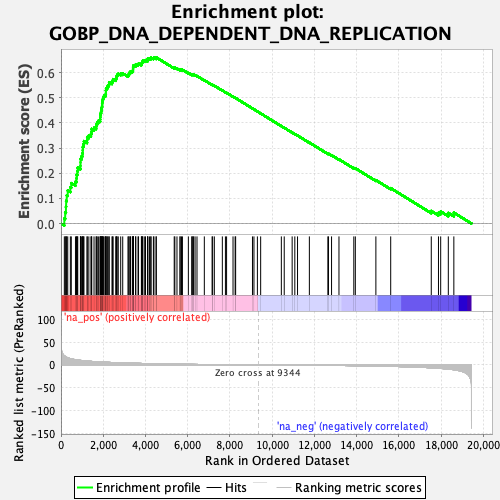 Enrichment plot:
GOBP_DNA_DEPENDENT_DNA_REPLICATION
Enrichment score (ES)
0.6
0.5
0.4
0.3
0.2
0.1
0.0
Ranked list metric (PreRanked)
100
50
0
-50
-100
-150
'na_pos' (positively correlated)
Zero cross at 9344
'na_neg' (negatively correlated)
0
2,000
4,000
6,000
8,000
10,000
12,000
14,000
16,000
18,000
20,000
Rank in Ordered Dataset
Enrichment profile
Hits
Ranking metric scores